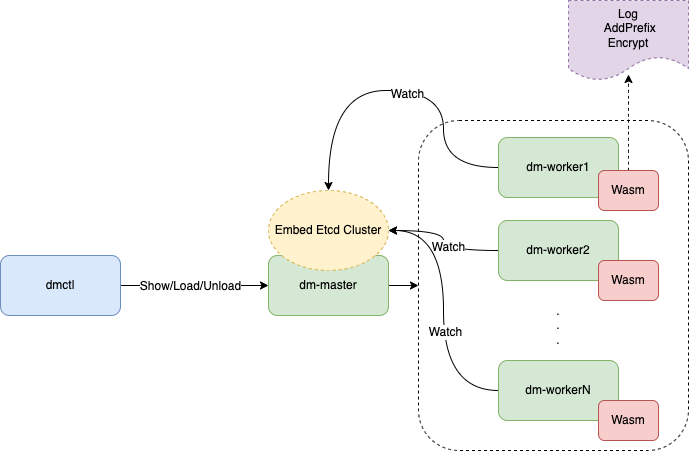 Log
AddPrefix
Encrypt
Watch
dm-worker1
Wasm
Embed Etcd Cluster
Watch
dm-worker2
Wasm
dmctl
Show/Load/Unload
dm-master
.
.
.
Watch
dm-workerN
Wasm